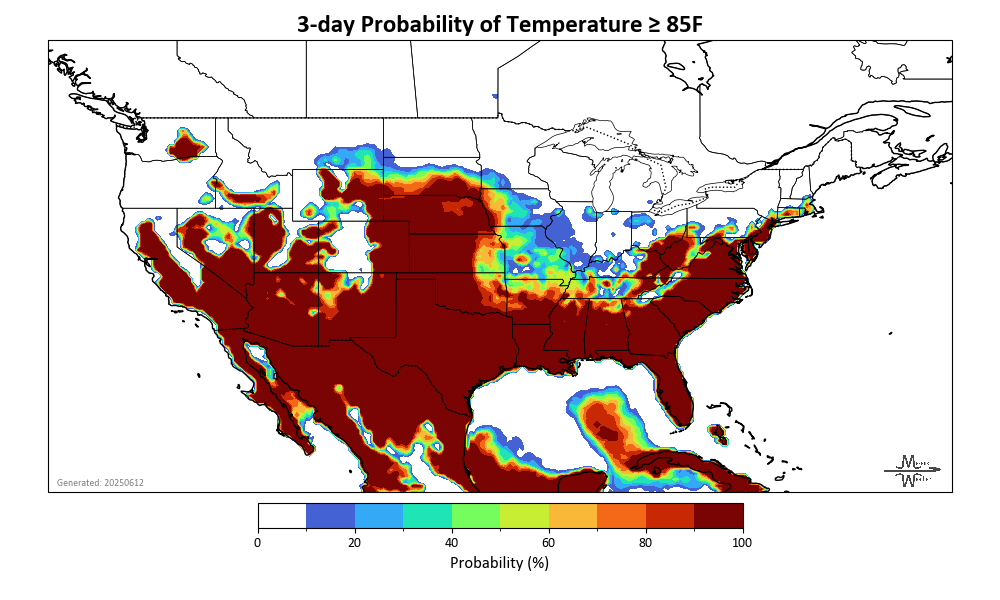 3-day Probability of Temperature ≥ 85F
Generated: 20250612
0 20 40 60 80 100
Probability (%)